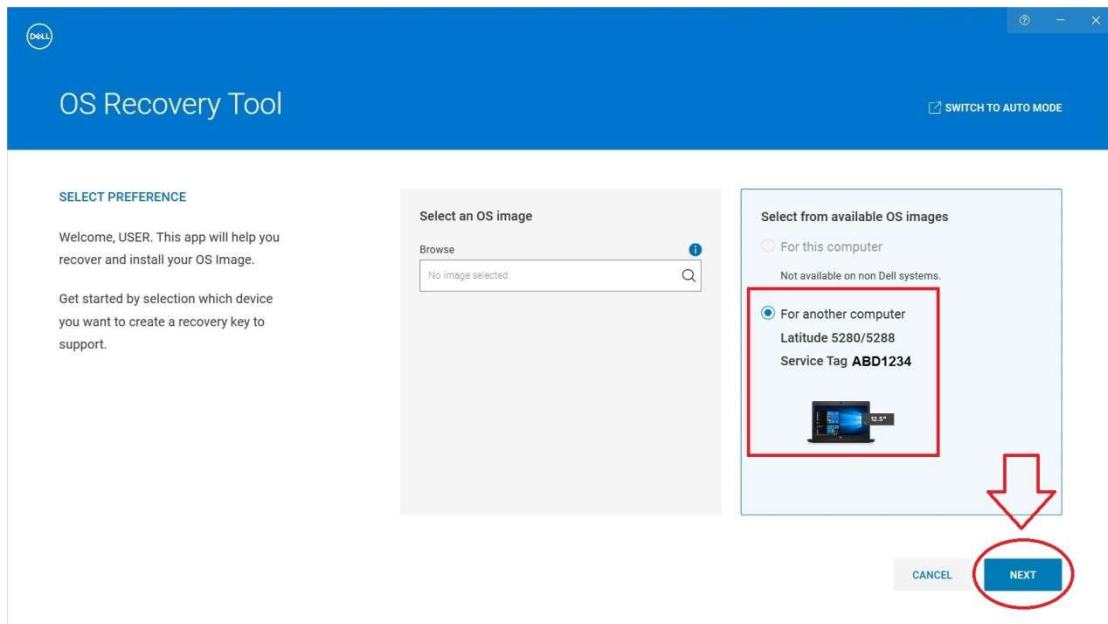 DELL
OS Recovery Tool
SWITCH TO AUTO MODE
SELECT PREFERENCE
Welcome, USER. This app will help you
recover and install your OS Image.
Get started by selection which device
you want to create a recovery key to
support.
Select an OS image
Browse
No image selected
Select from available OS images
For this computer
Not available on non Dell systems.
For another computer
Latitude 5280/5288
Service Tag ABD1234
12.5"
CANCEL
NEXT